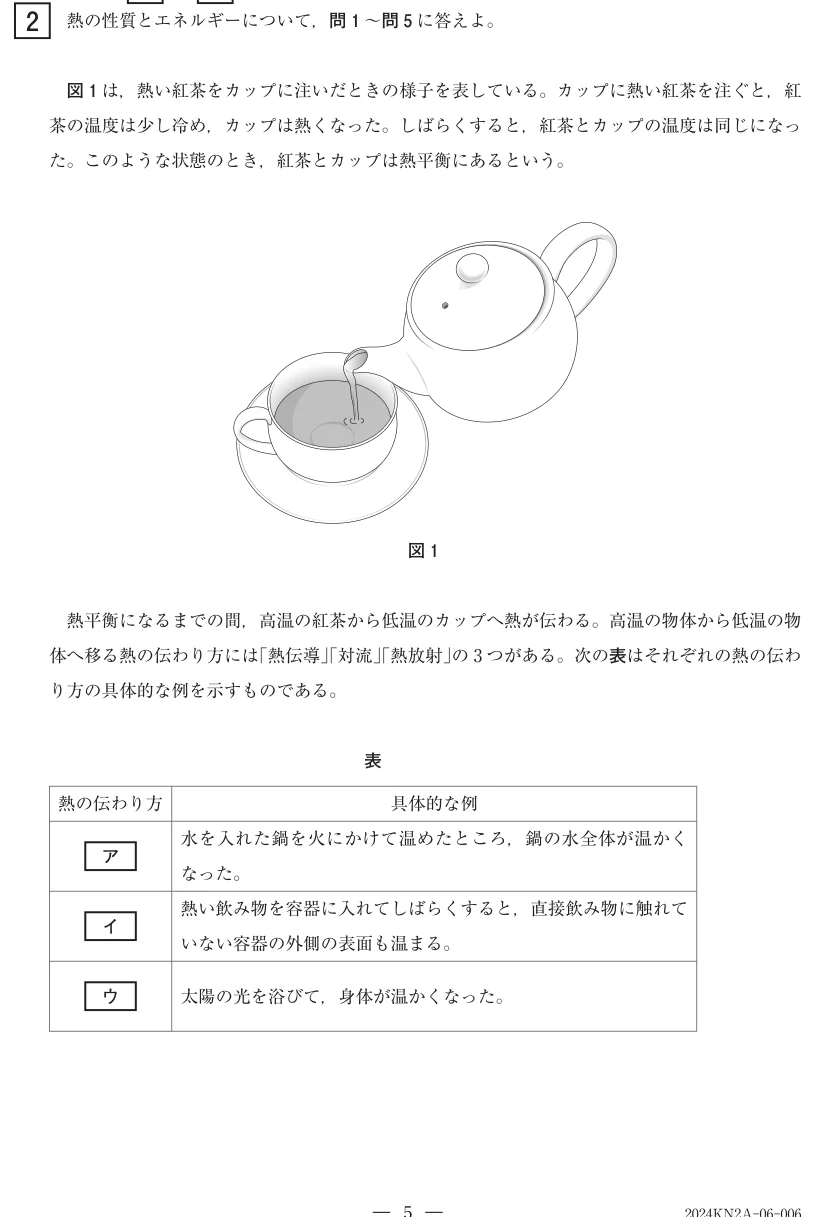 2 熱の性質とエネルギーについて，問1～問5に答えよ。
図1は，熱い紅茶をカップに注いだときの様子を表している。カップに熱い紅茶を注ぐと，紅
茶の温度は少し冷め，カップは熱くなった。しばらくすると，紅茶とカップの温度は同じになっ
た。このような状態のとき，紅茶とカップは熱平衡にあるという。
図1
熱平衡になるまでの間，高温の紅茶から低温のカップへ熱が伝わる。高温の物体から低温の物
体へ移る熱の伝わり方には「熱伝導」「対流」「熱放射」の3つがある。次の表はそれぞれの熱の伝わ
り方の具体的な例を示すものである。
表
熱の伝わり方 具体的な例
ア 水を入れた鍋を火にかけて温めたところ，鍋の水全体が温かく
なった。
イ 熱い飲み物を容器に入れてしばらくすると，直接飲み物に触れて
いない容器の外側の表面も温まる。
ウ 太陽の光を浴びて，身体が温かくなった。
— 5 —
2024KN2A-06-006